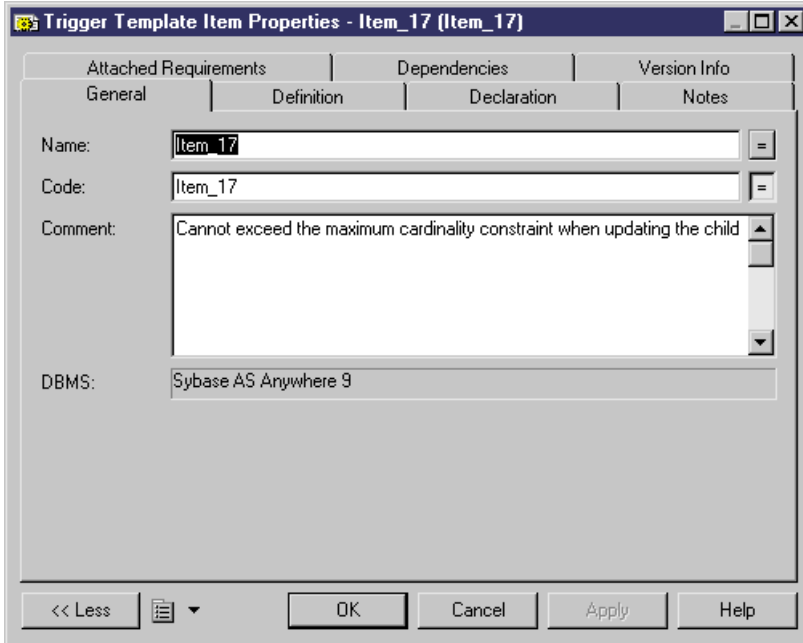 Trigger Template Item Properties - Item_17 (Item_17)
Attached Requirements Dependencies Version Info
General Definition Declaration Notes
Name: Item_17 =
Code: Item_17 =
Comment: Cannot exceed the maximum cardinality constraint when updating the child
DBMS: Sybase AS Anywhere 9
<< Less OK Cancel Apply Help